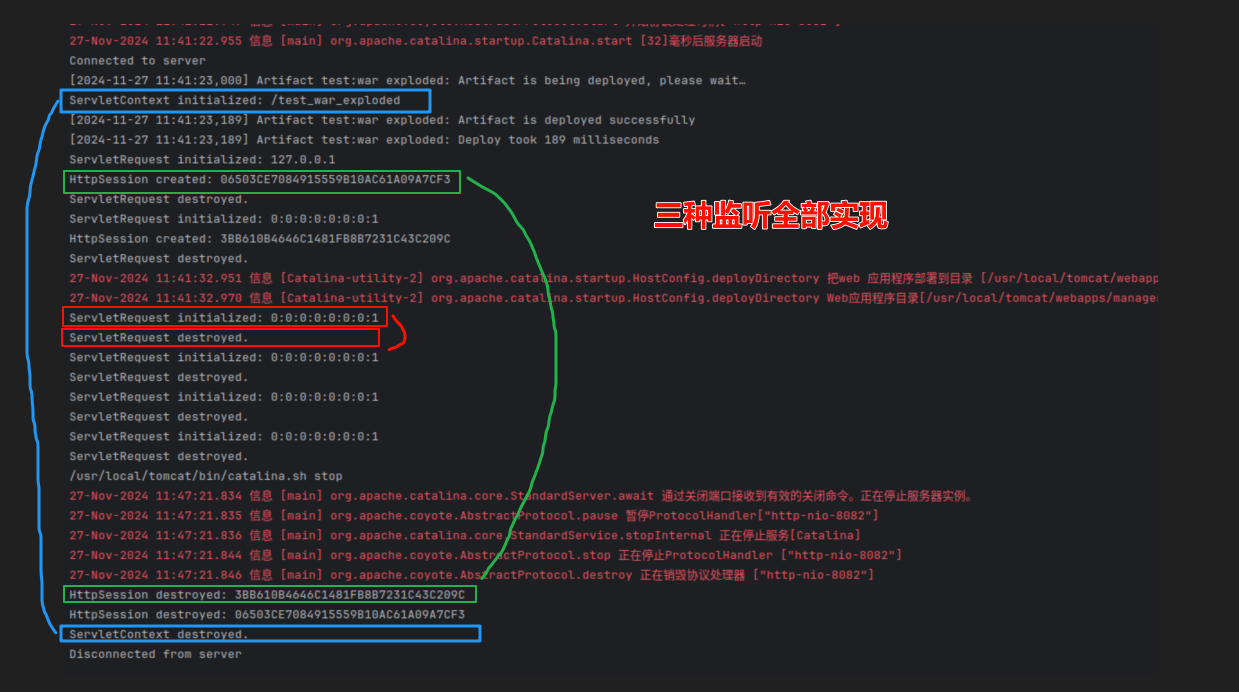 27-Nov-2024 11:41:22.955 信息 [main] org.apache.catalina.startup.Catalina.start [32]毫秒后服务器启动
Connected to server
[2024-11-27 11:41:23,000] Artifact test:war exploded: Artifact is being deployed, please wait…
ServletContext initialized: /test_war_exploded
[2024-11-27 11:41:23,189] Artifact test:war exploded: Artifact is deployed successfully
[2024-11-27 11:41:23,189] Artifact test:war exploded: Deploy took 189 milliseconds
ServletRequest initialized: 127.0.0.1
HttpSession created: 06503CE7084915559B10AC61A09A7CF3
ServletRequest destroyed.
三种监听全部实现
ServletRequest initialized: 0:0:0:0:0:0:0:1
HttpSession created: 3BB610B4646C1481FB8B7231C43C209C
ServletRequest destroyed.
27-Nov-2024 11:41:32.951 信息 [Catalina-utility-2] org.apache.catalina.startup.HostConfig.deployDirectory 把web 应用程序部署到目录 [/usr/local/tomcat/webapp
27-Nov-2024 11:41:32.970 信息 [Catalina-utility-2] org.apache.catalina.startup.HostConfig.deployDirectory Web应用程序目录[/usr/local/tomcat/webapps/manager
ServletRequest initialized: 0:0:0:0:0:0:0:1
ServletRequest destroyed.
ServletRequest initialized: 0:0:0:0:0:0:0:1
ServletRequest destroyed.
ServletRequest initialized: 0:0:0:0:0:0:0:1
ServletRequest destroyed.
ServletRequest initialized: 0:0:0:0:0:0:0:1
ServletRequest destroyed.
/usr/local/tomcat/bin/catalina.sh stop
27-Nov-2024 11:47:21.834 信息 [main] org.apache.catalina.core.StandardServer.await 通过关闭端口接收到有效的关闭命令。正在停止服务器实例。
27-Nov-2024 11:47:21.835 信息 [main] org.apache.coyote.AbstractProtocol.pause 暂停ProtocolHandler["http-nio-8082"]
27-Nov-2024 11:47:21.836 信息 [main] org.apache.catalina.core.StandardService.stopInternal 正在停止服务[Catalina]
27-Nov-2024 11:47:21.844 信息 [main] org.apache.coyote.AbstractProtocol.stop 正在停止ProtocolHandler ["http-nio-8082"]
27-Nov-2024 11:47:21.846 信息 [main] org.apache.coyote.AbstractProtocol.destroy 正在销毁协议处理器 ["http-nio-8082"]
HttpSession destroyed: 3BB610B4646C1481FB8B7231C43C209C
HttpSession destroyed: 06503CE7084915559B10AC61A09A7CF3
ServletContext destroyed.
Disconnected from server